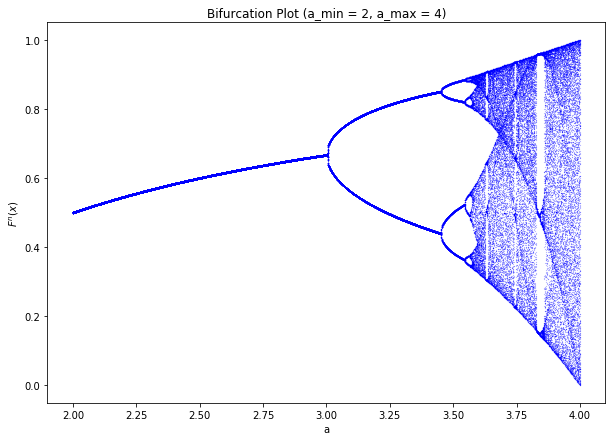 Bifurcation Plot (a_min = 2, a_max = 4)
1.0
0.8
0.6
0.4
0.2
0.0
Fⁿ(x)
2.00 2.25 2.50 2.75 3.00 3.25 3.50 3.75 4.00
a